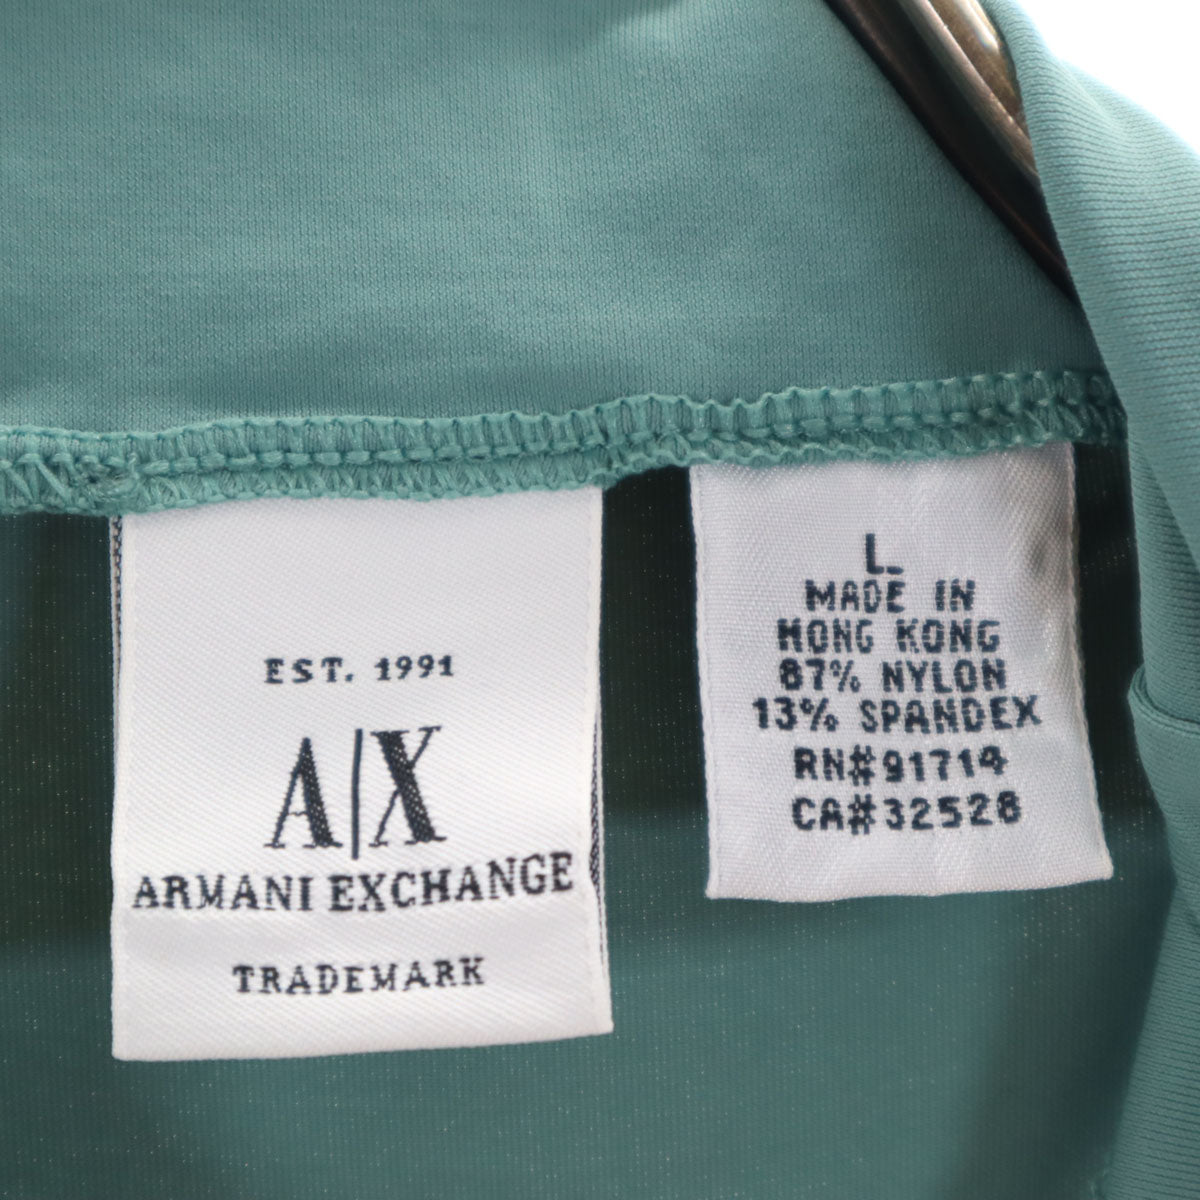 EST. 1991
A|X
ARMANI EXCHANGE
TRADEMARK
L
MADE IN
HONG KONG
87% NYLON
13% SPANDEX
RN#91714
CA#32528